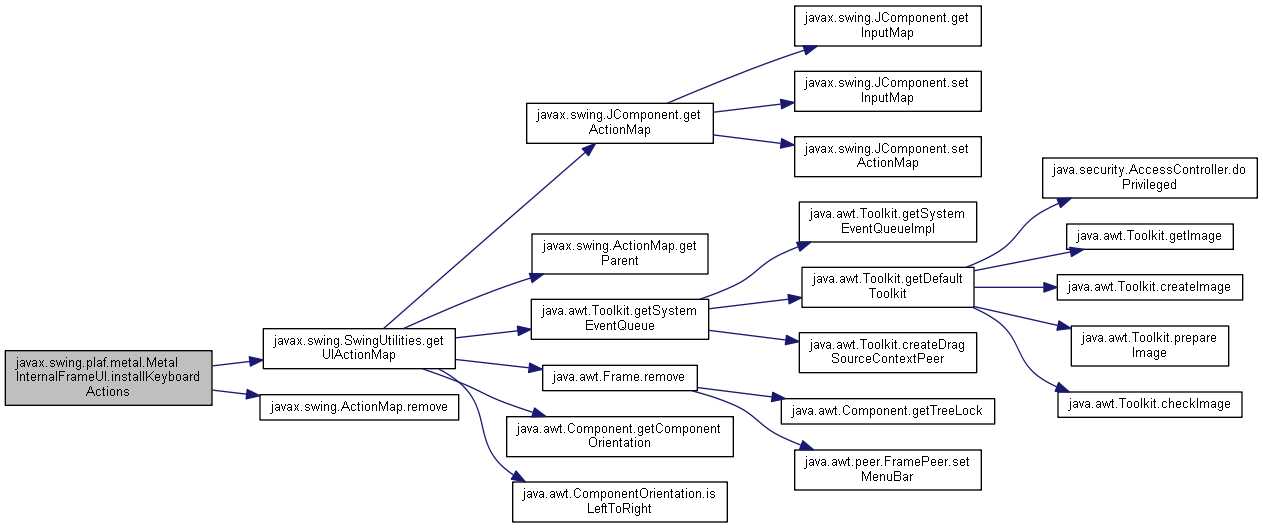 javax.swing.plaf.metal.Metal
InternalFrameUI.installKeyboard
Actions
javax.swing.SwingUtilities.get
UIActionMap
javax.swing.ActionMap.remove
javax.swing.JComponent.get
ActionMap
javax.swing.ActionMap.get
Parent
java.awt.Toolkit.getSystem
EventQueue
java.awt.Frame.remove
java.awt.Component.getComponent
Orientation
java.awt.ComponentOrientation.is
LeftToRight
javax.swing.JComponent.get
InputMap
javax.swing.JComponent.set
InputMap
javax.swing.JComponent.set
ActionMap
java.awt.Toolkit.getSystem
EventQueueImpl
java.awt.Toolkit.getDefault
Toolkit
java.awt.Toolkit.createDrag
SourceContextPeer
java.awt.Component.getTreeLock
java.awt.peer.FramePeer.set
MenuBar
java.security.AccessController.do
Privileged
java.awt.Toolkit.getImage
java.awt.Toolkit.createImage
java.awt.Toolkit.prepare
Image
java.awt.Toolkit.checkImage